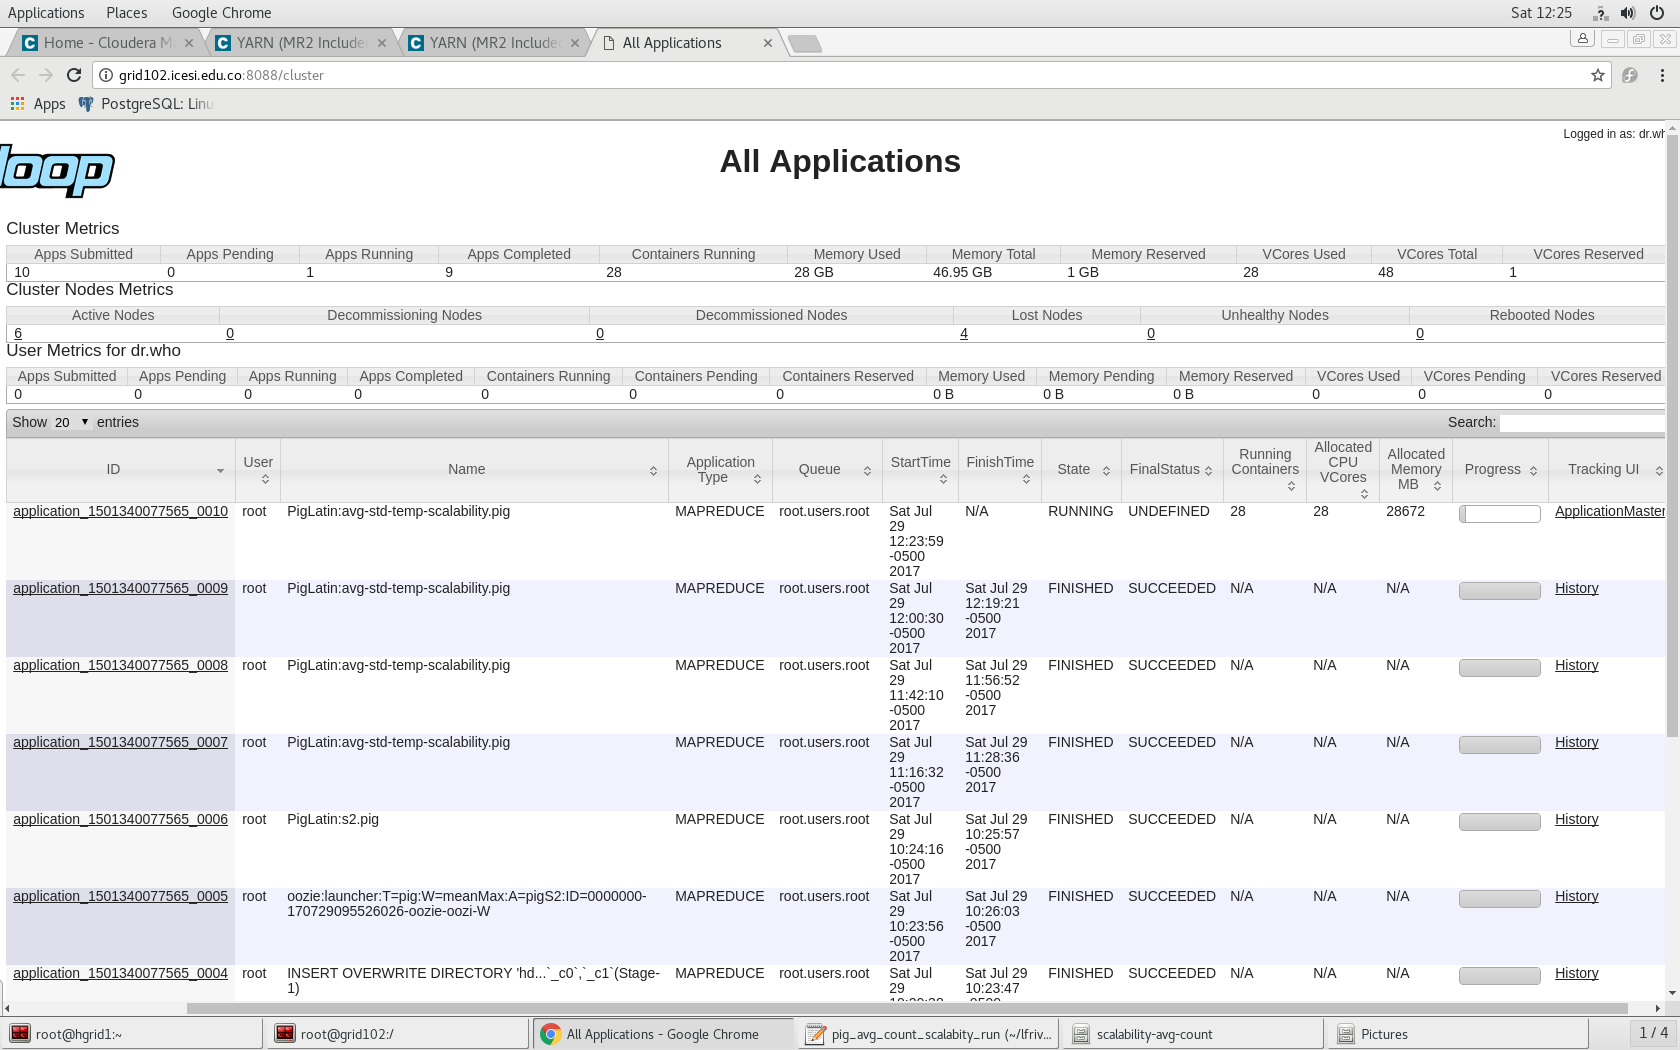 Applications Places Google Chrome Sat 12:25
Home - Cloudera M YARN (MR2 Include YARN (MR2 Include All Applications
grid102.icesi.edu.co:8088/cluster
Apps PostgreSQL: Linu
Logged in as: dr.wh
loop
All Applications
Cluster Metrics
Apps Submitted Apps Pending Apps Running Apps Completed Containers Running Memory Used Memory Total Memory Reserved VCores Used VCores Total VCores Reserved
10 0 1 9 28 28 GB 46.95 GB 1 GB 28 48 1
Cluster Nodes Metrics
Active Nodes Decommissioning Nodes Decommissioned Nodes Lost Nodes Unhealthy Nodes Rebooted Nodes
6 0 0 4 0 0
User Metrics for dr.who
Apps Submitted Apps Pending Apps Running Apps Completed Containers Running Containers Pending Containers Reserved Memory Used Memory Pending Memory Reserved VCores Used VCores Pending VCores Reserved
0 0 0 0 0 0 0 0 B 0 B 0 B 0 0 0
Show 20 entries Search:
ID User Name Application Type Queue StartTime FinishTime State FinalStatus Running Containers Allocated CPU VCores Allocated Memory MB Progress Tracking UI
application_1501340077565_0010 root PigLatin:avg-std-temp-scalability.pig MAPREDUCE root.users.root Sat Jul N/A RUNNING UNDEFINED 28 28 28672 ApplicationMaster
29
12:23:59
-0500
2017
application_1501340077565_0009 root PigLatin:avg-std-temp-scalability.pig MAPREDUCE root.users.root Sat Jul Sat Jul 29 FINISHED SUCCEEDED N/A N/A N/A History
29 12:19:21
12:00:30 -0500
-0500 2017
2017
application_1501340077565_0008 root PigLatin:avg-std-temp-scalability.pig MAPREDUCE root.users.root Sat Jul Sat Jul 29 FINISHED SUCCEEDED N/A N/A N/A History
29 11:56:52
11:42:10 -0500
-0500 2017
2017
application_1501340077565_0007 root PigLatin:avg-std-temp-scalability.pig MAPREDUCE root.users.root Sat Jul Sat Jul 29 FINISHED SUCCEEDED N/A N/A N/A History
29 11:28:36
11:16:32 -0500
-0500 2017
2017
application_1501340077565_0006 root PigLatin:s2.pig MAPREDUCE root.users.root Sat Jul Sat Jul 29 FINISHED SUCCEEDED N/A N/A N/A History
29 10:25:57
10:24:16 -0500
-0500 2017
2017
application_1501340077565_0005 root oozie:launcher:T=pig:W=meanMax:A=pigS2:ID=0000000- MAPREDUCE root.users.root Sat Jul Sat Jul 29 FINISHED SUCCEEDED N/A N/A N/A History
170729095526026-oozie-oozi-W 29 10:26:03
10:23:56 -0500
-0500 2017
2017
application_1501340077565_0004 root INSERT OVERWRITE DIRECTORY 'hd...`_c0`,`_c1`(Stage- MAPREDUCE root.users.root Sat Jul Sat Jul 29 FINISHED SUCCEEDED N/A N/A N/A History
1) 29 10:23:47
root@hgrid1:~ root@grid102:/ All Applications - Google Chrome pig_avg_count_scalabity_run (~/lfriv... scalability-avg-count Pictures 1 / 4